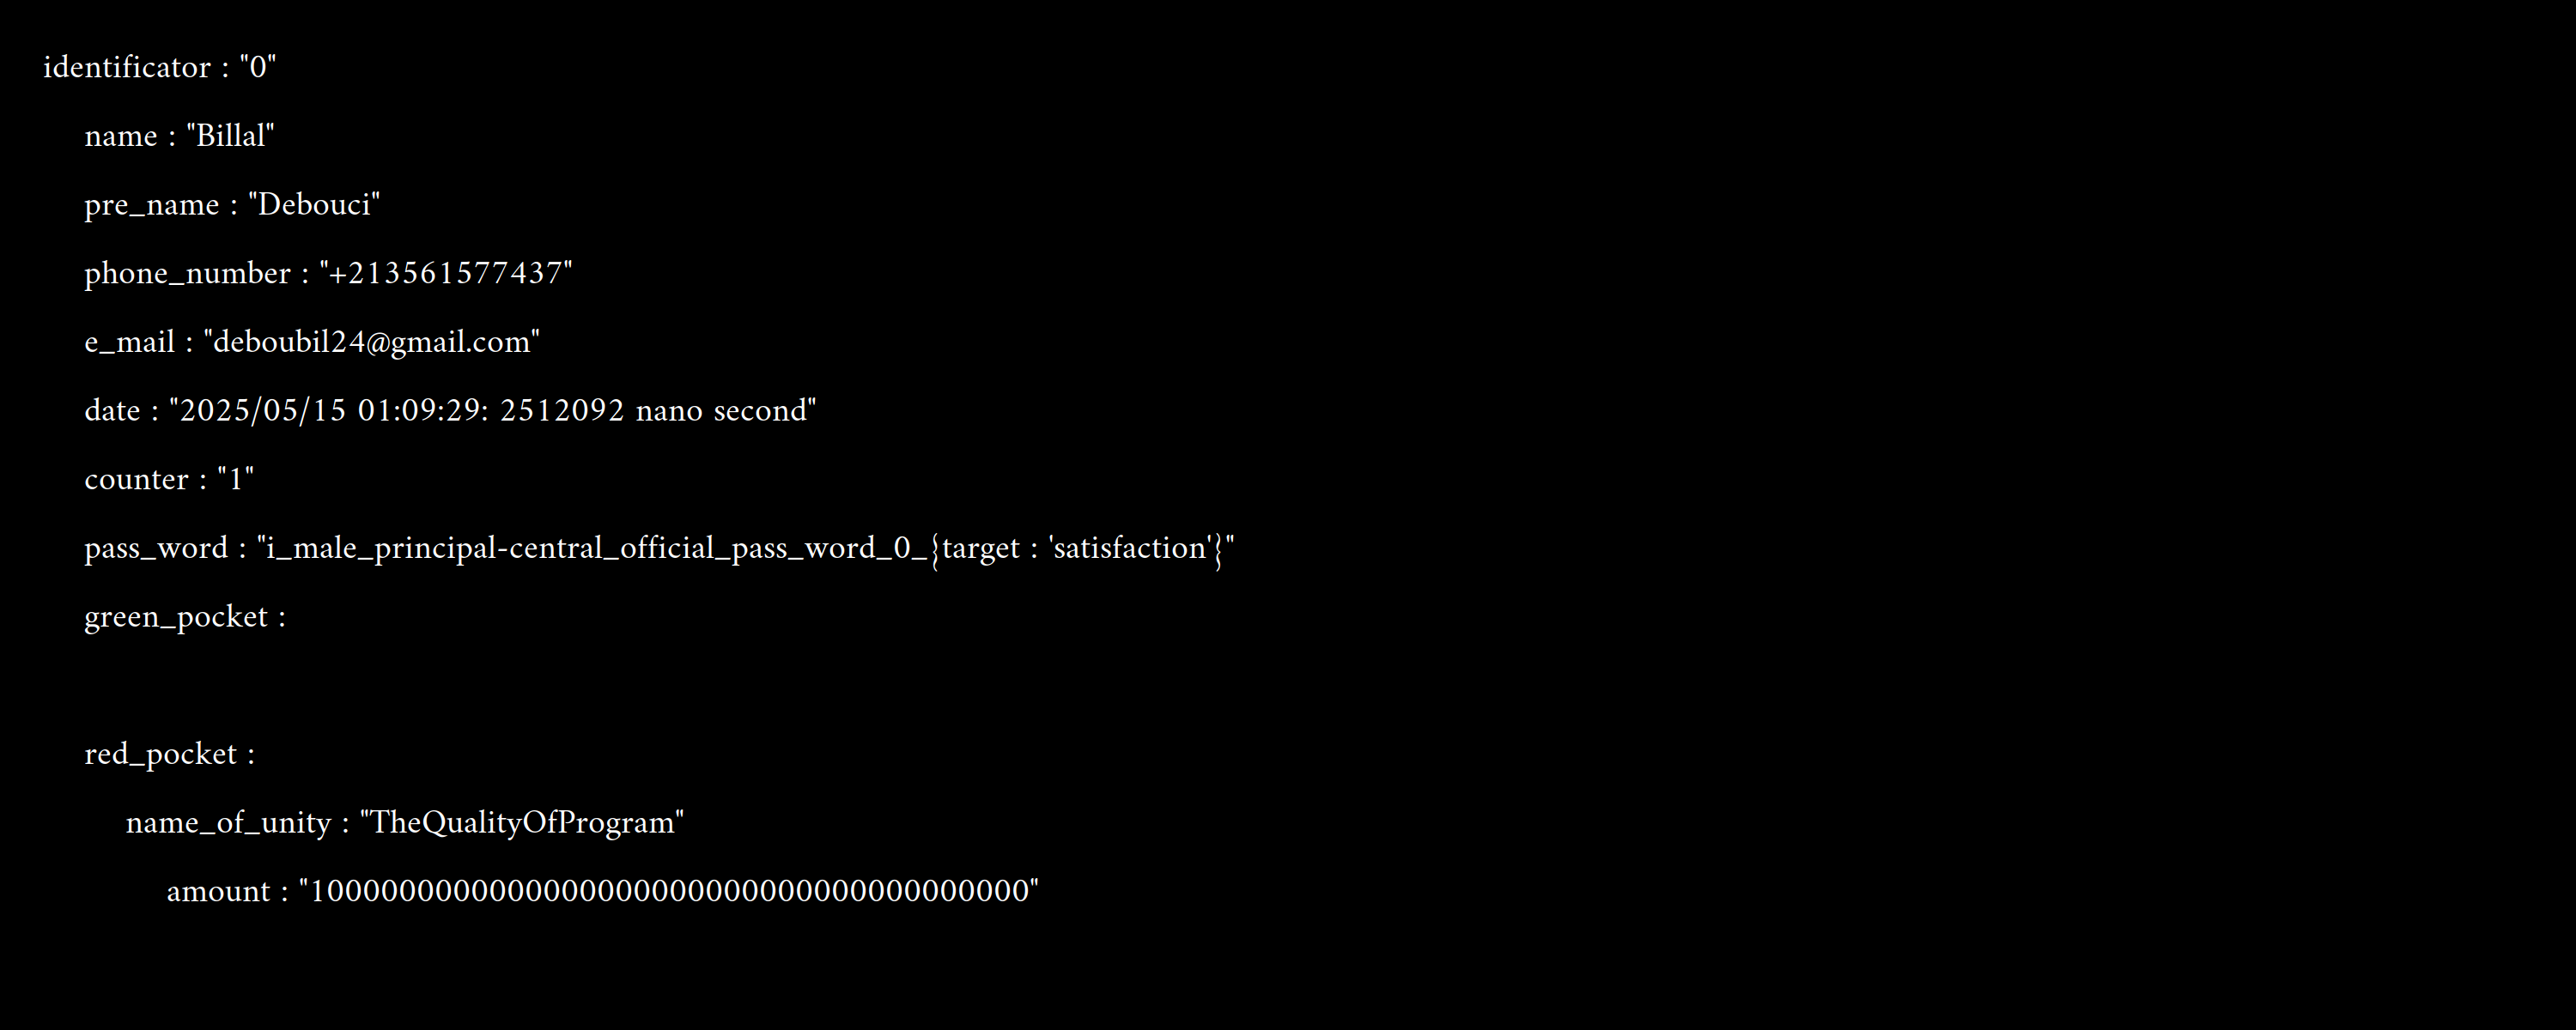 identificator : "0"
name : "Billal"
pre_name : "Debouci"
phone_number : "+213561577437"
e_mail : "deboubil24@gmail.com"
date : "2025/05/15 01:09:29: 2512092 nano second"
counter : "1"
pass_word : "i_male_principal-central_official_pass_word_0_{target : 'satisfaction'}"
green_pocket :
red_pocket :
name_of_unity : "TheQualityOfProgram"
amount : "1000000000000000000000000000000000000000"